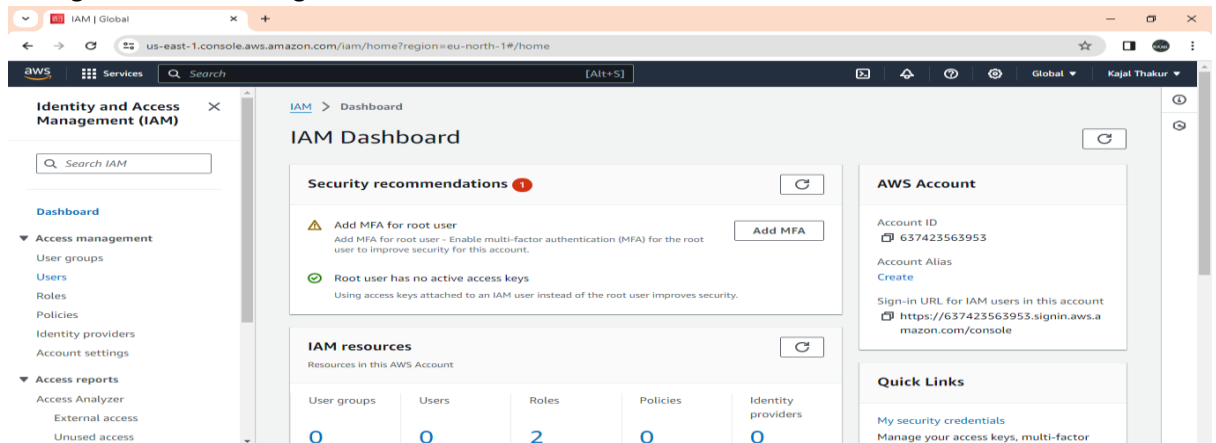 IAM | Global
us-east-1.console.aws.amazon.com/iam/home?region=eu-north-1#/home
aws Services Search [Alt+S] Global Kajal Thakur
Identity and Access Management (IAM)
Search IAM
Dashboard
Access management
User groups
Users
Roles
Policies
Identity providers
Account settings
Access reports
Access Analyzer
External access
Unused access
IAM > Dashboard
IAM Dashboard
Security recommendations 1
Add MFA for root user
Add MFA for root user - Enable multi-factor authentication (MFA) for the root
user to improve security for this account.
Add MFA
Root user has no active access keys
Using access keys attached to an IAM user instead of the root user improves security.
IAM resources
Resources in this AWS Account
User groups Users Roles Policies Identity providers
0 0 2 0 0
AWS Account
Account ID
637423563953
Account Alias
Create
Sign-in URL for IAM users in this account
https://637423563953.signin.aws.a
mazon.com/console
Quick Links
My security credentials
Manage your access keys, multi-factor